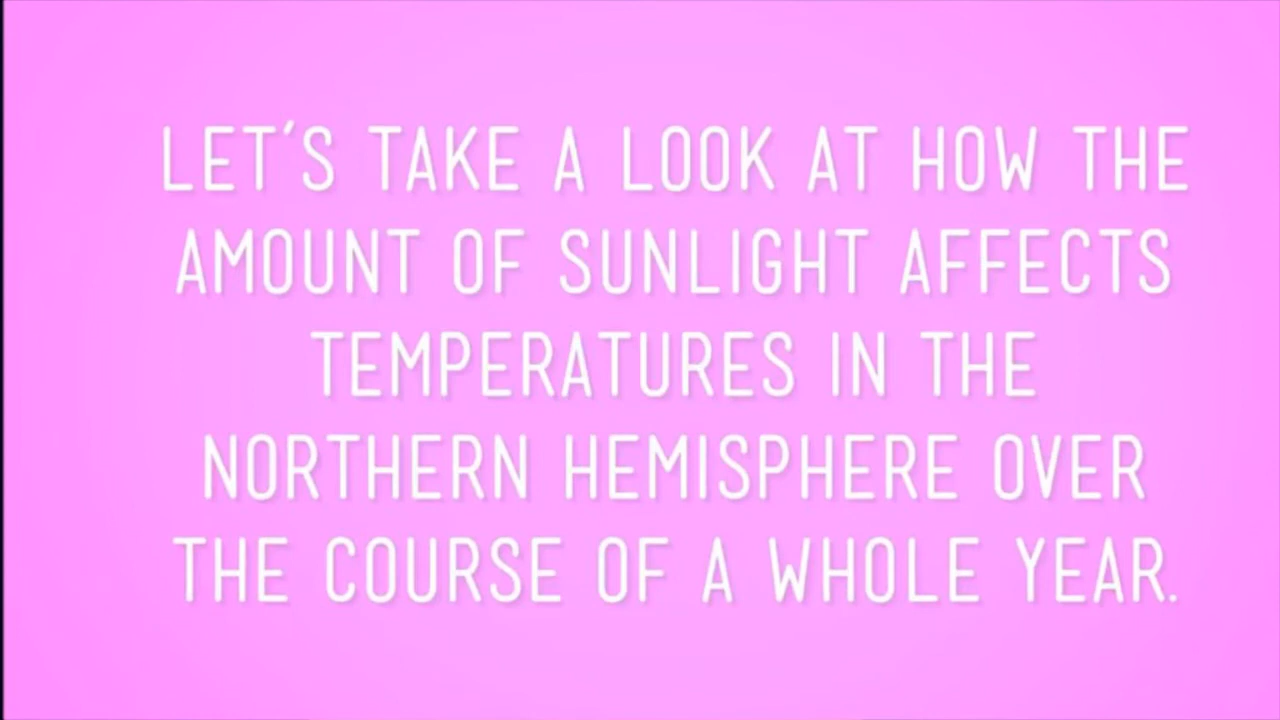 LET'S TAKE A LOOK AT HOW THE
AMOUNT OF SUNLIGHT AFFECTS
TEMPERATURES IN THE
NORTHERN HEMISPHERE OVER
THE COURSE OF A WHOLE YEAR.